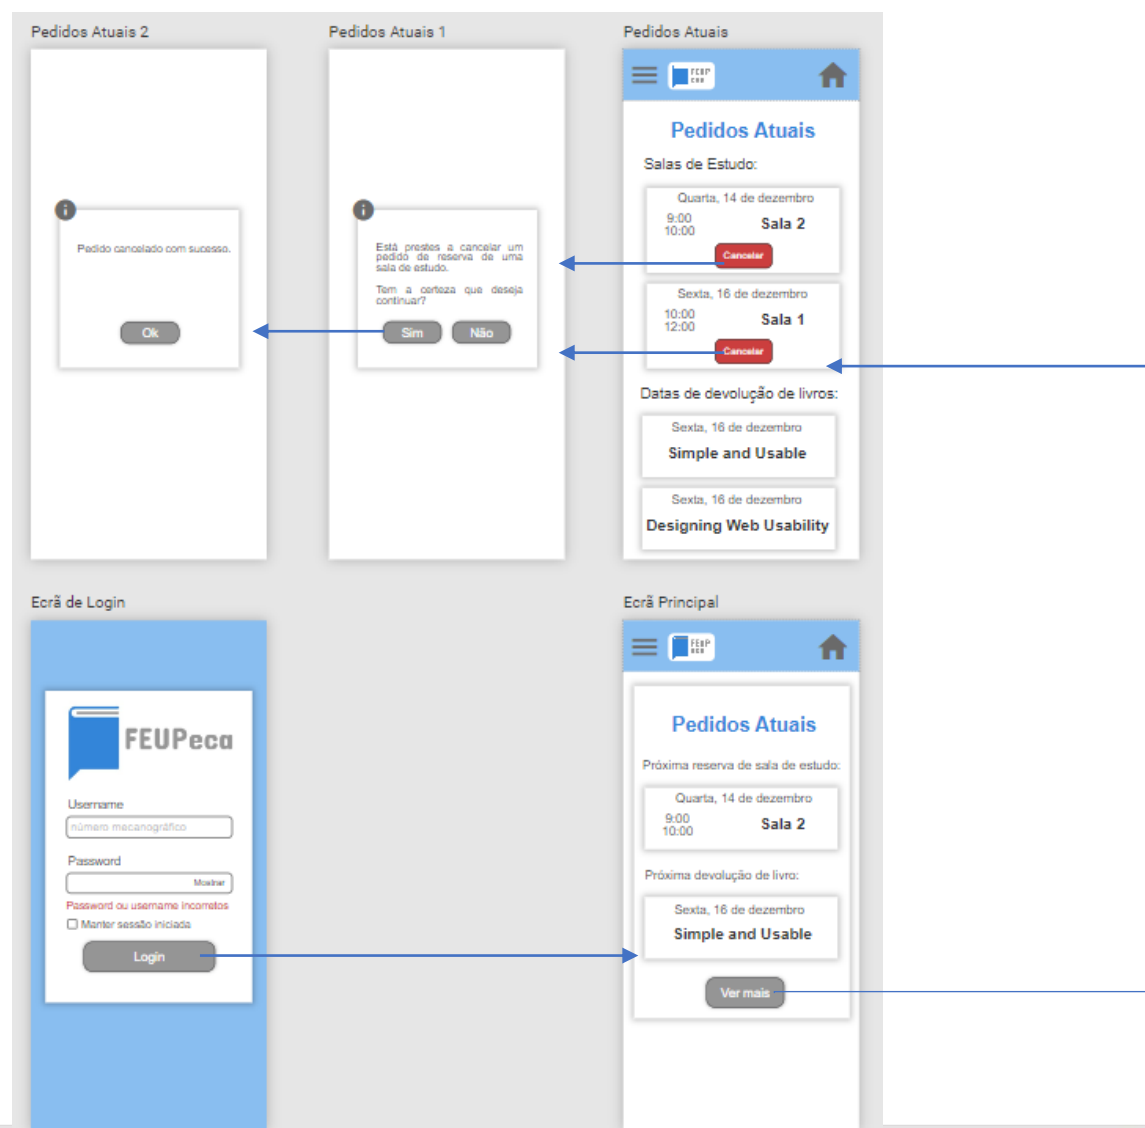 Pedidos Atuais 2
Pedido cancelado com sucesso.
Ok
Pedidos Atuais 1
Está prestes a cancelar um
pedido de reserva de uma
sala de estudo.
Tem a certeza que deseja
continuar?
Sim
Não
Pedidos Atuais
FEUP
eca
Pedidos Atuais
Salas de Estudo:
Quarta, 14 de dezembro
9:00
10:00
Sala 2
Cancelar
Sexta, 16 de dezembro
10:00
12:00
Sala 1
Cancelar
Datas de devolução de livros:
Sexta, 16 de dezembro
Simple and Usable
Sexta, 16 de dezembro
Designing Web Usability
Ecrã de Login
FEUPeca
Username
número mecanográfico
Password
Mostrar
Password ou username incorretos
Manter sessão iniciada
Login
Ecrã Principal
FEUP
eca
Pedidos Atuais
Próxima reserva de sala de estudo:
Quarta, 14 de dezembro
9:00
10:00
Sala 2
Próxima devolução de livro:
Sexta, 16 de dezembro
Simple and Usable
Ver mais